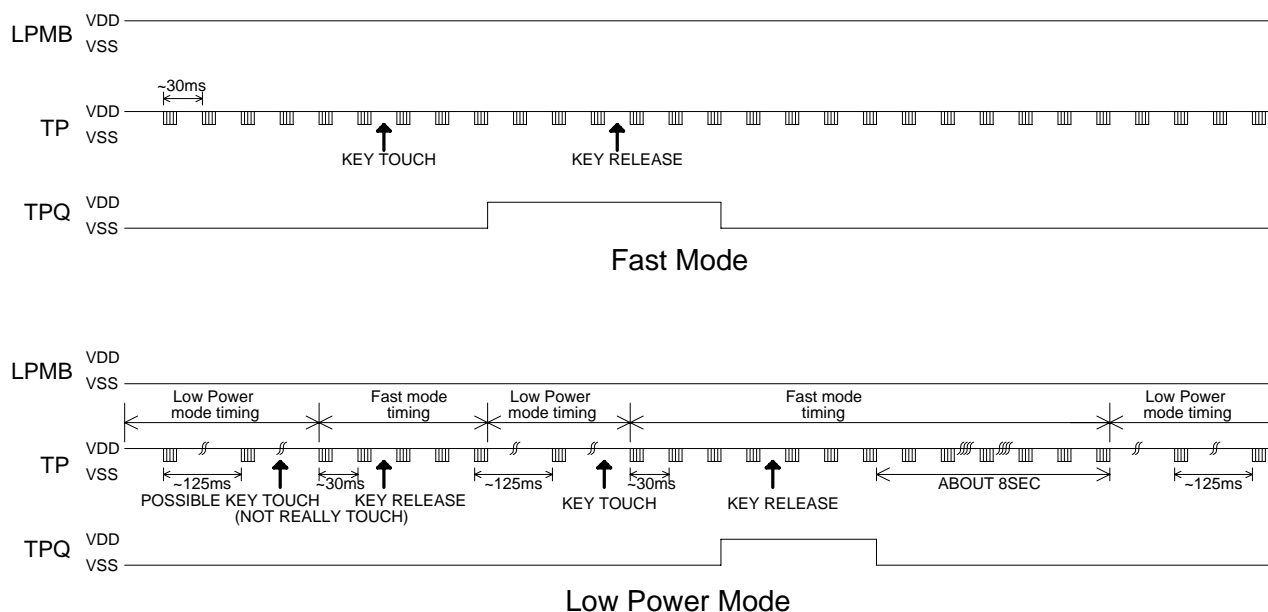 LPMB
VDD
VSS
~30ms
TP
VDD
VSS
KEY TOUCH
KEY RELEASE
TPQ
VDD
VSS
Fast Mode
LPMB
VDD
VSS
Low Power
mode timing
Fast mode
timing
Low Power
mode timing
Fast mode
timing
Low Power
mode timing
TP
VDD
VSS
~125ms
~30ms
~125ms
~30ms
ABOUT 8SEC
~125ms
POSSIBLE KEY TOUCH
(NOT REALLY TOUCH)
KEY RELEASE
KEY TOUCH
KEY RELEASE
TPQ
VDD
VSS
Low Power Mode